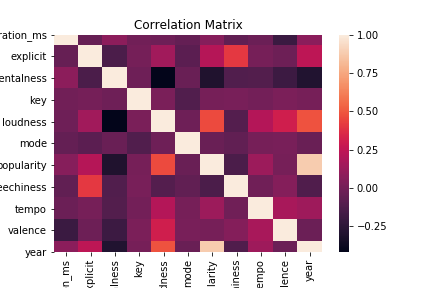 Correlation Matrix
ration_ms
explicit
entalness
key
loudness
mode
popularity
eechiness
tempo
valence
year
1.00
0.75
0.50
0.25
0.00
−0.25
n_ms
xplicit
lness
key
dness
mode
larity
iness
empo
lence
year